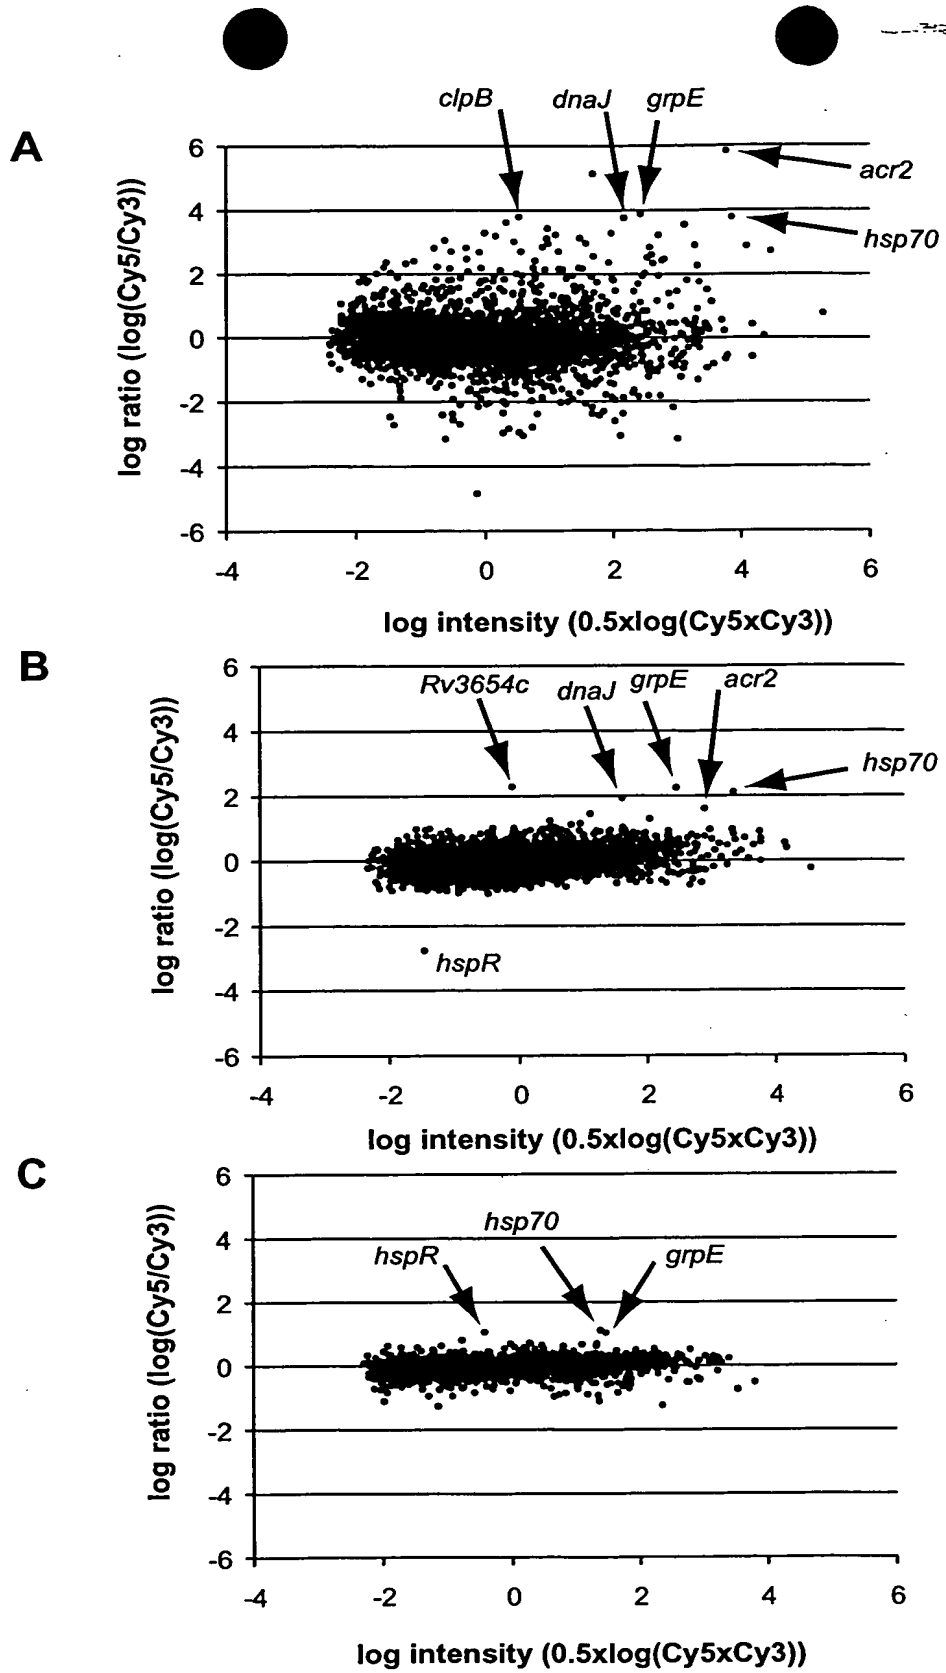 clpB dnaJ grpE
A
6
acr2
4
hsp70
2
0
-2
-4
-6
log ratio (log(Cy5/Cy3))
-4 -2 0 2 4 6
log intensity (0.5xlog(Cy5xCy3))
B
6
Rv3654c dnaJ grpE acr2
4
hsp70
2
0
-2
hspR
-4
-6
log ratio (log(Cy5/Cy3))
-4 -2 0 2 4 6
log intensity (0.5xlog(Cy5xCy3))
C
6
hsp70
4
hspR grpE
2
0
-2
-4
-6
log ratio (log(Cy5/Cy3))
-4 -2 0 2 4 6
log intensity (0.5xlog(Cy5xCy3))